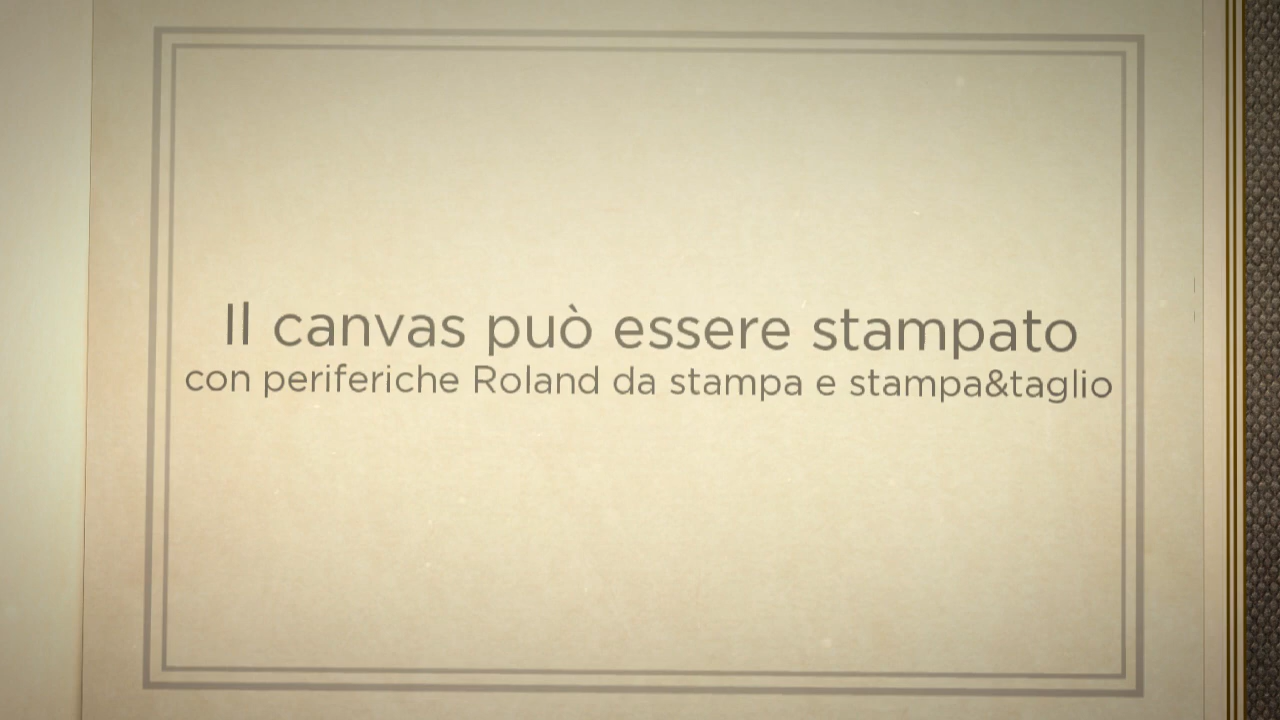 Il canvas può essere stampato
con periferiche Roland da stampa e stampa&taglio